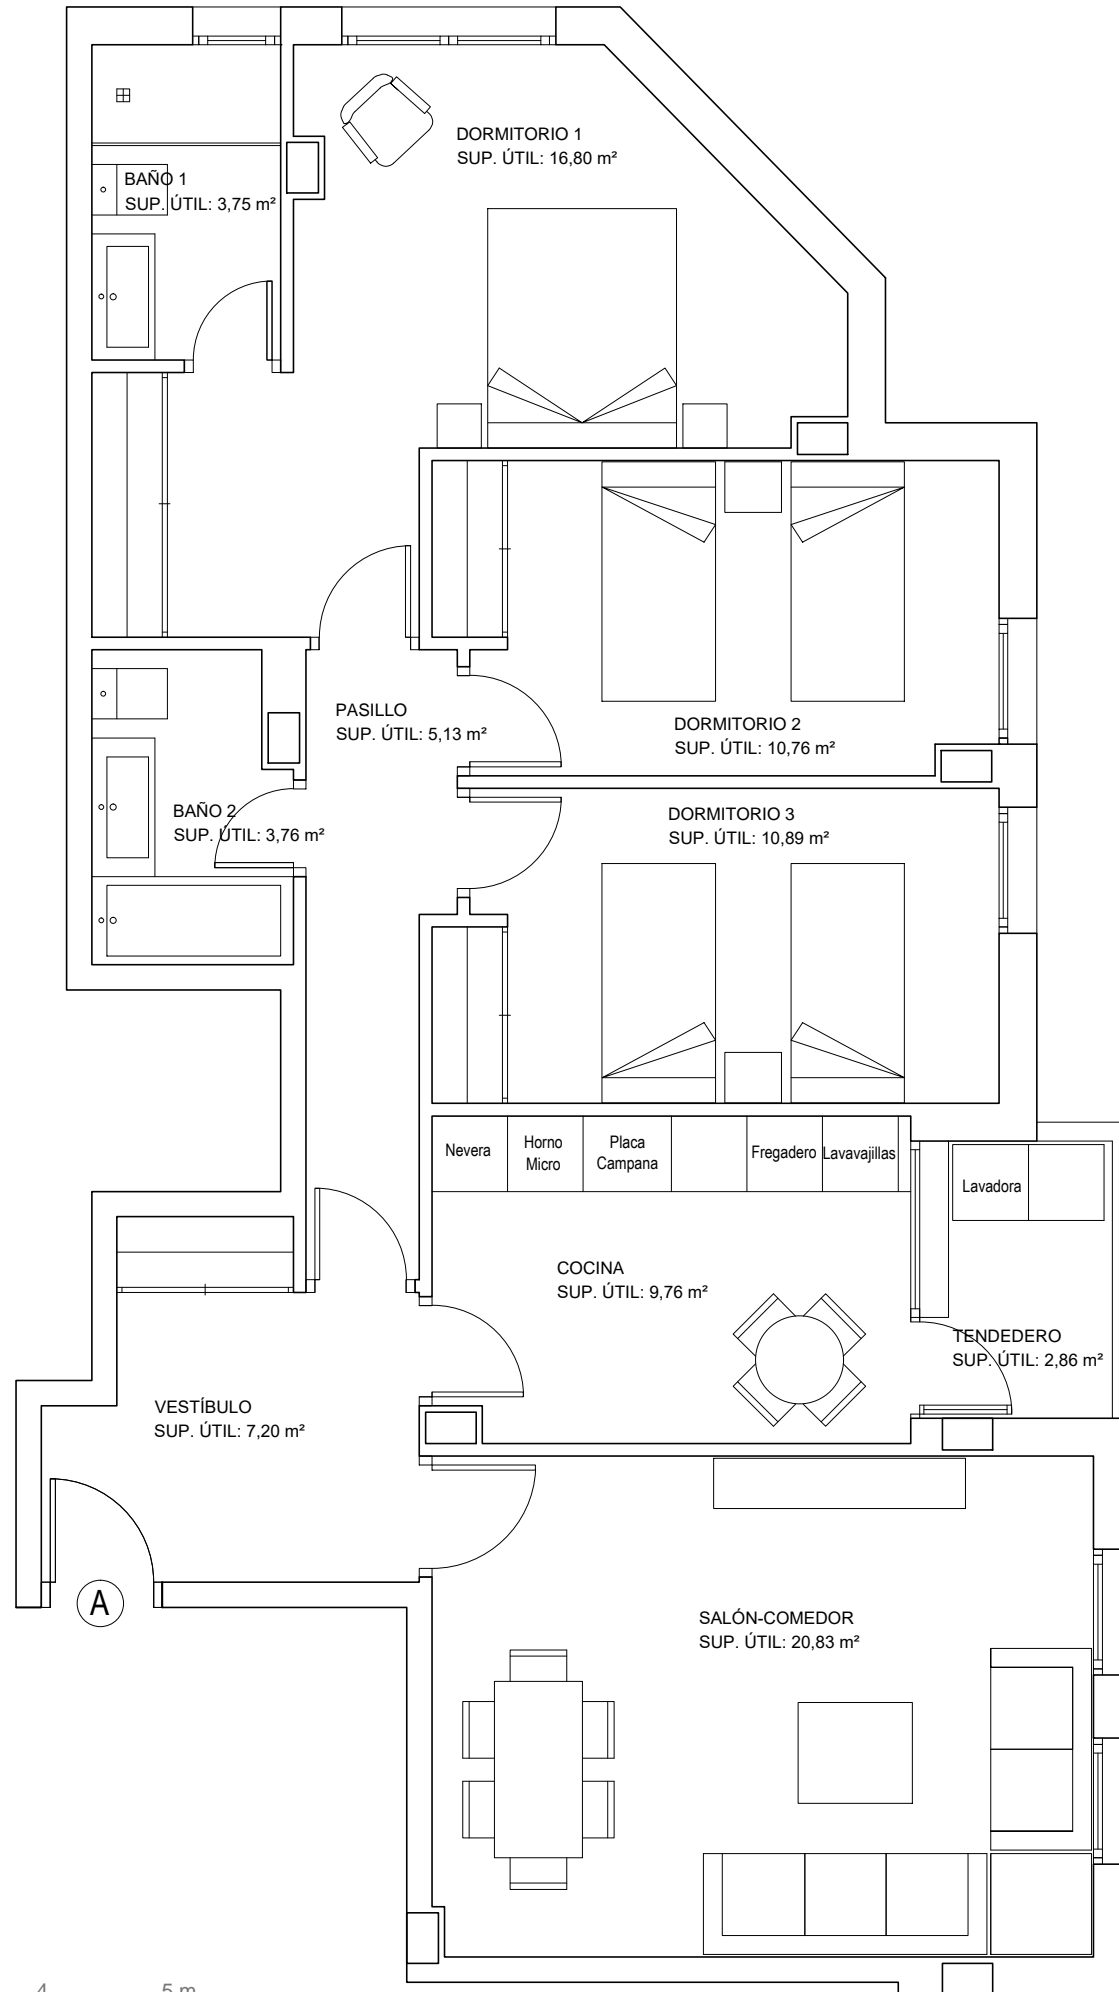 DORMITORIO 1
SUP. ÚTIL: 16,80 m²
BAÑO 1
SUP. ÚTIL: 3,75 m²
PASILLO
SUP. ÚTIL: 5,13 m²
DORMITORIO 2
SUP. ÚTIL: 10,76 m²
BAÑO 2
SUP. ÚTIL: 3,76 m²
DORMITORIO 3
SUP. ÚTIL: 10,89 m²
Nevera
Horno
Micro
Placa
Campana
Fregadero
Lavavajillas
Lavadora
COCINA
SUP. ÚTIL: 9,76 m²
TENDEDERO
SUP. ÚTIL: 2,86 m²
VESTÍBULO
SUP. ÚTIL: 7,20 m²
A
SALÓN-COMEDOR
SUP. ÚTIL: 20,83 m²
4 5 m